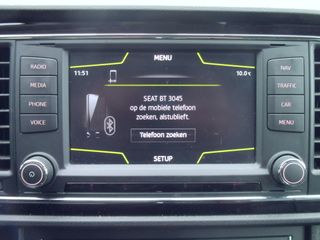 RADIO
MEDIA
PHONE
VOICE
MENU
11:51
10.0°C
SEAT BT 3045
op de mobiele telefoon
zoeken, alstublieft.
Telefoon zoeken
SETUP
NAV
TRAFFIC
CAR
MENU